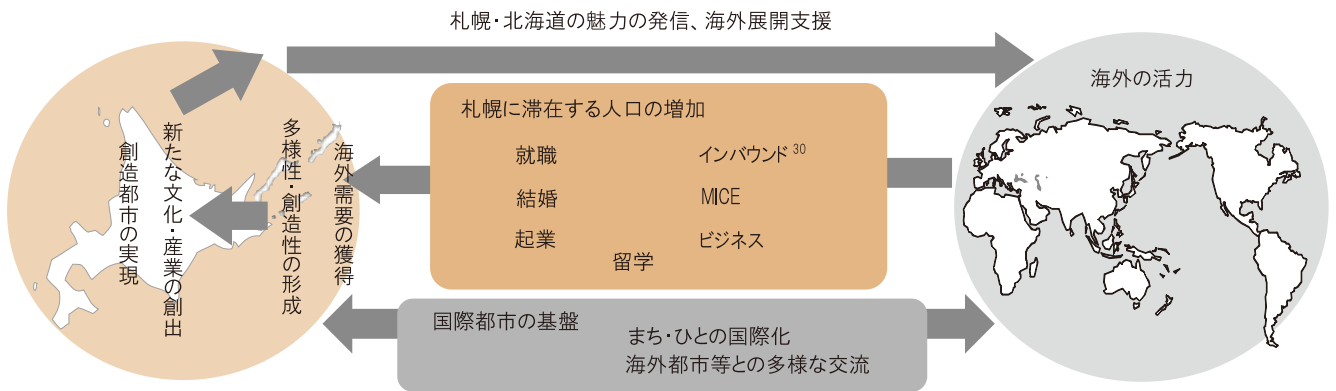 札幌・北海道の魅力の発信、海外展開支援
海外の活力
札幌に滞在する人口の増加
就職
インバウンド30
結婚
MICE
起業
ビジネス
留学
海外需要の獲得
多様性・創造性の形成
新たな文化・産業の創出
創造都市の実現
国際都市の基盤
まち・ひとの国際化
海外都市等との多様な交流